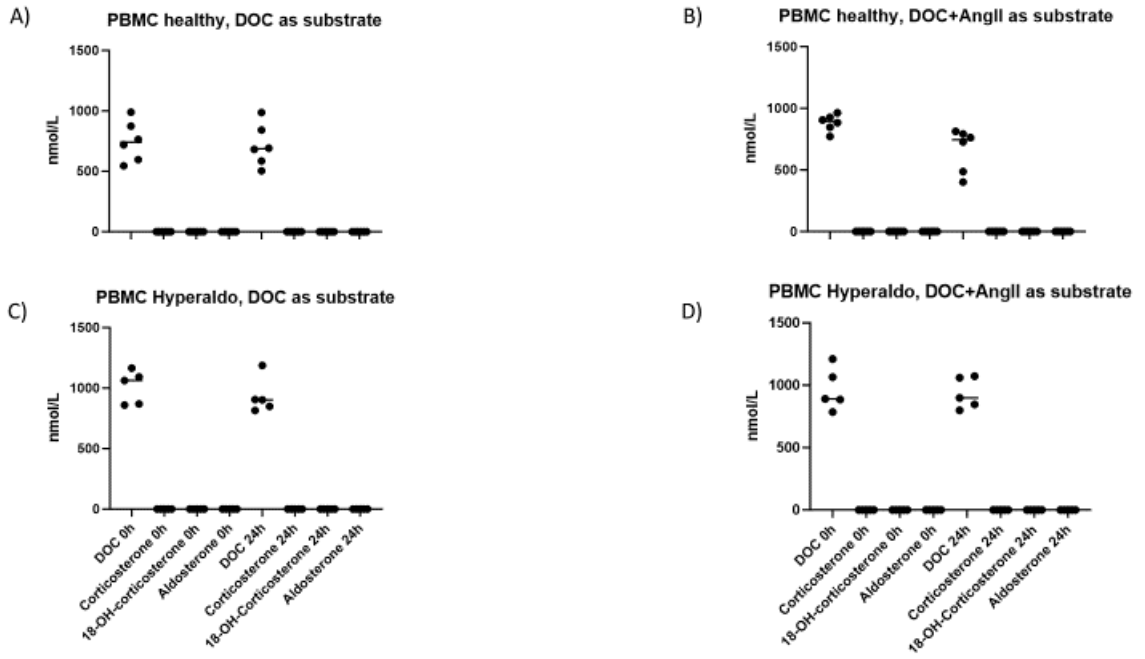 A)
PBMC healthy, DOC as substrate
1500
1000
500
0
nmol/L
B)
PBMC healthy, DOC+AngII as substrate
1500
1000
500
0
nmol/L
C)
PBMC Hyperaldo, DOC as substrate
1500
1000
500
0
nmol/L
DOC 0h
Corticosterone 0h
18-OH-corticosterone 0h
Aldosterone 0h
DOC 24h
Corticosterone 24h
18-OH-Corticosterone 24h
Aldosterone 24h
D)
PBMC Hyperaldo, DOC+AngII as substrate
1500
1000
500
0
nmol/L
DOC 0h
Corticosterone 0h
18-OH-corticosterone 0h
Aldosterone 0h
DOC 24h
Corticosterone 24h
18-OH-Corticosterone 24h
Aldosterone 24h